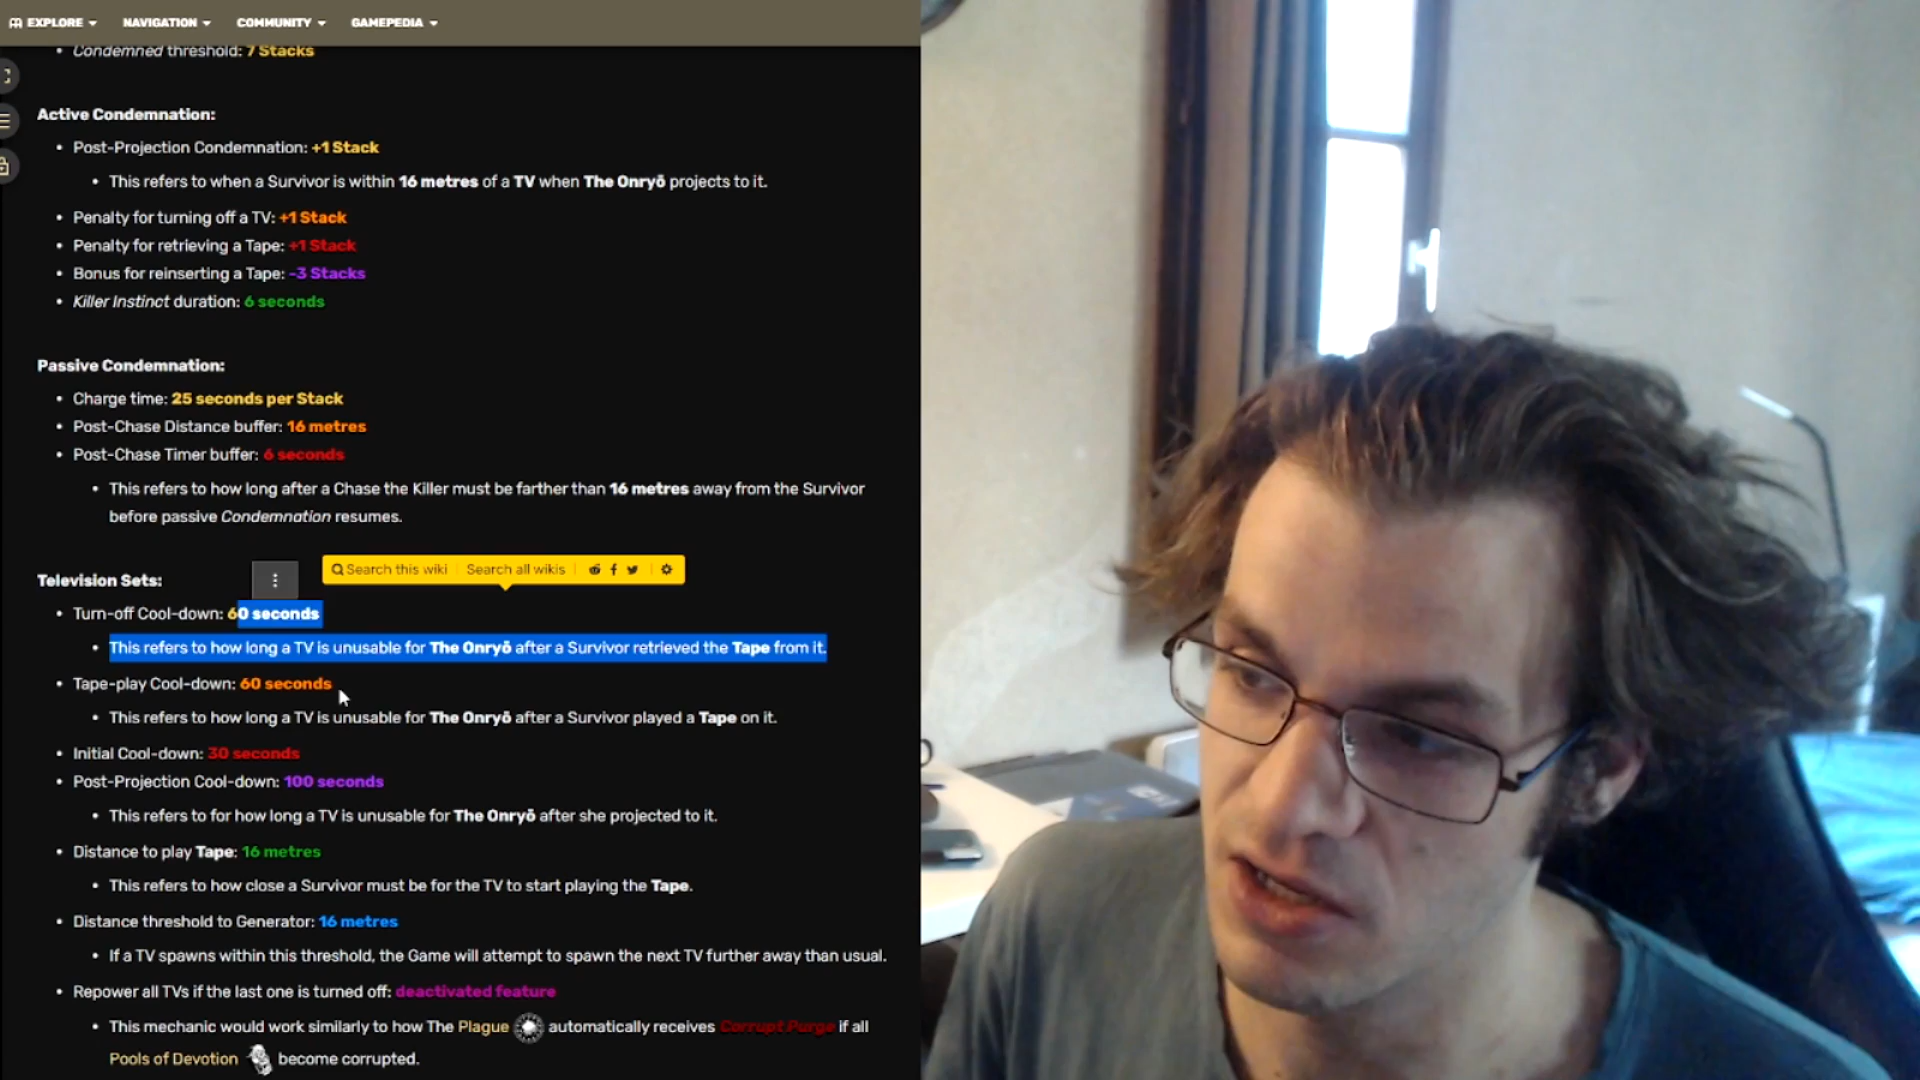 EXPLORE NAVIGATION COMMUNITY GAMEPEDIA
• Condemned threshold: 7 Stacks
Active Condemnation:
• Post-Projection Condemnation: +1 Stack
• This refers to when a Survivor is within 16 metres of a TV when The Onryō projects to it.
• Penalty for turning off a TV: +1 Stack
• Penalty for retrieving a Tape: +1 Stack
• Bonus for reinserting a Tape: -3 Stacks
• Killer Instinct duration: 6 seconds
Passive Condemnation:
• Charge time: 25 seconds per Stack
• Post-Chase Distance buffer: 16 metres
• Post-Chase Timer buffer: 6 seconds
• This refers to how long after a Chase the Killer must be farther than 16 metres away from the Survivor
before passive Condemnation resumes.
Search this wiki Search all wikis
Television Sets:
• Turn-off Cool-down: 60 seconds
• This refers to how long a TV is unusable for The Onryō after a Survivor retrieved the Tape from it.
• Tape-play Cool-down: 60 seconds
• This refers to how long a TV is unusable for The Onryō after a Survivor played a Tape on it.
• Initial Cool-down: 30 seconds
• Post-Projection Cool-down: 100 seconds
• This refers to for how long a TV is unusable for The Onryō after she projected to it.
• Distance to play Tape: 16 metres
• This refers to how close a Survivor must be for the TV to start playing the Tape.
• Distance threshold to Generator: 16 metres
• If a TV spawns within this threshold, the Game will attempt to spawn the next TV further away than usual.
• Repower all TVs if the last one is turned off: deactivated feature
• This mechanic would work similarly to how The Plague automatically receives Corrupt Purge if all
Pools of Devotion become corrupted.